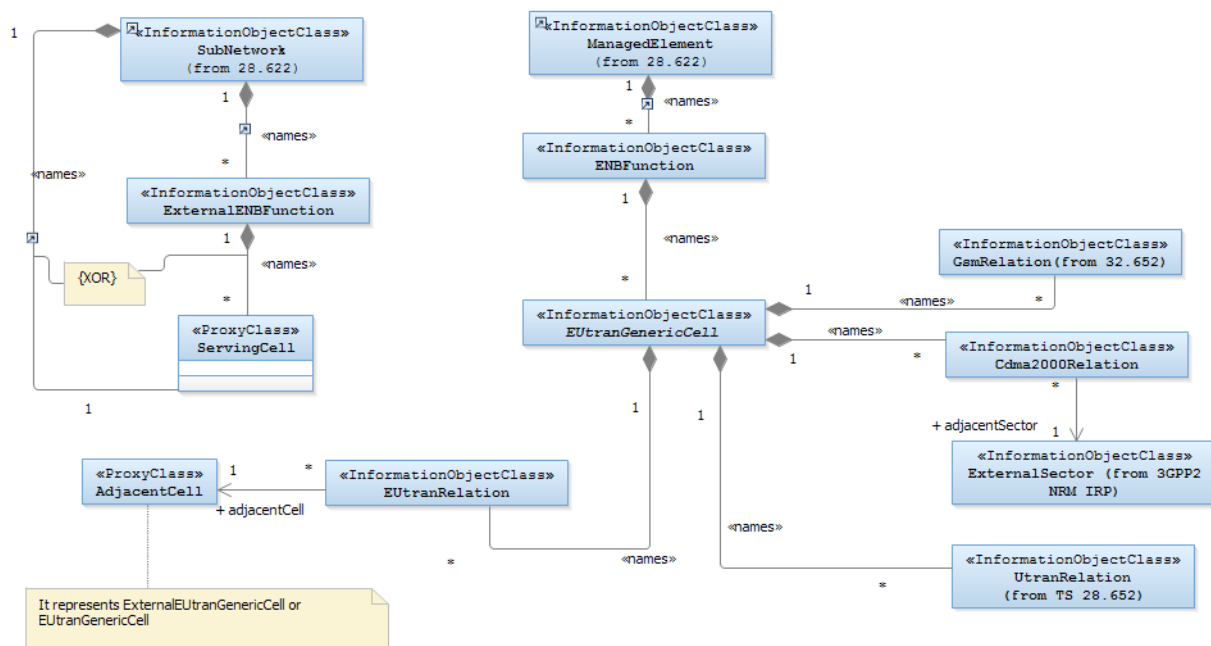 1
«InformationObjectClass»
SubNetwork
(from 28.622)
1
«names»
*
«names»
«InformationObjectClass»
ExternalENBFunction
1
«names»
{XOR}
*
«ProxyClass»
ServingCell
1
1
«InformationObjectClass»
ManagedElement
(from 28.622)
1
«names»
*
«InformationObjectClass»
ENBFunction
1
«names»
*
«InformationObjectClass»
EUtranGenericCell
1
«names»
*
«InformationObjectClass»
GsmRelation(from 32.652)
«names»
1
*
«InformationObjectClass»
Cdma2000Relation
*
+ adjacentSector
1
«InformationObjectClass»
ExternalSector (from 3GPP2
NRM IRP)
1
1
«ProxyClass»
AdjacentCell
1
*
+ adjacentCell
«InformationObjectClass»
EUtranRelation
*
«names»
«names»
*
«InformationObjectClass»
UtranRelation
(from TS 28.652)
It represents ExternalEUtranGenericCell or
EUtranGenericCell